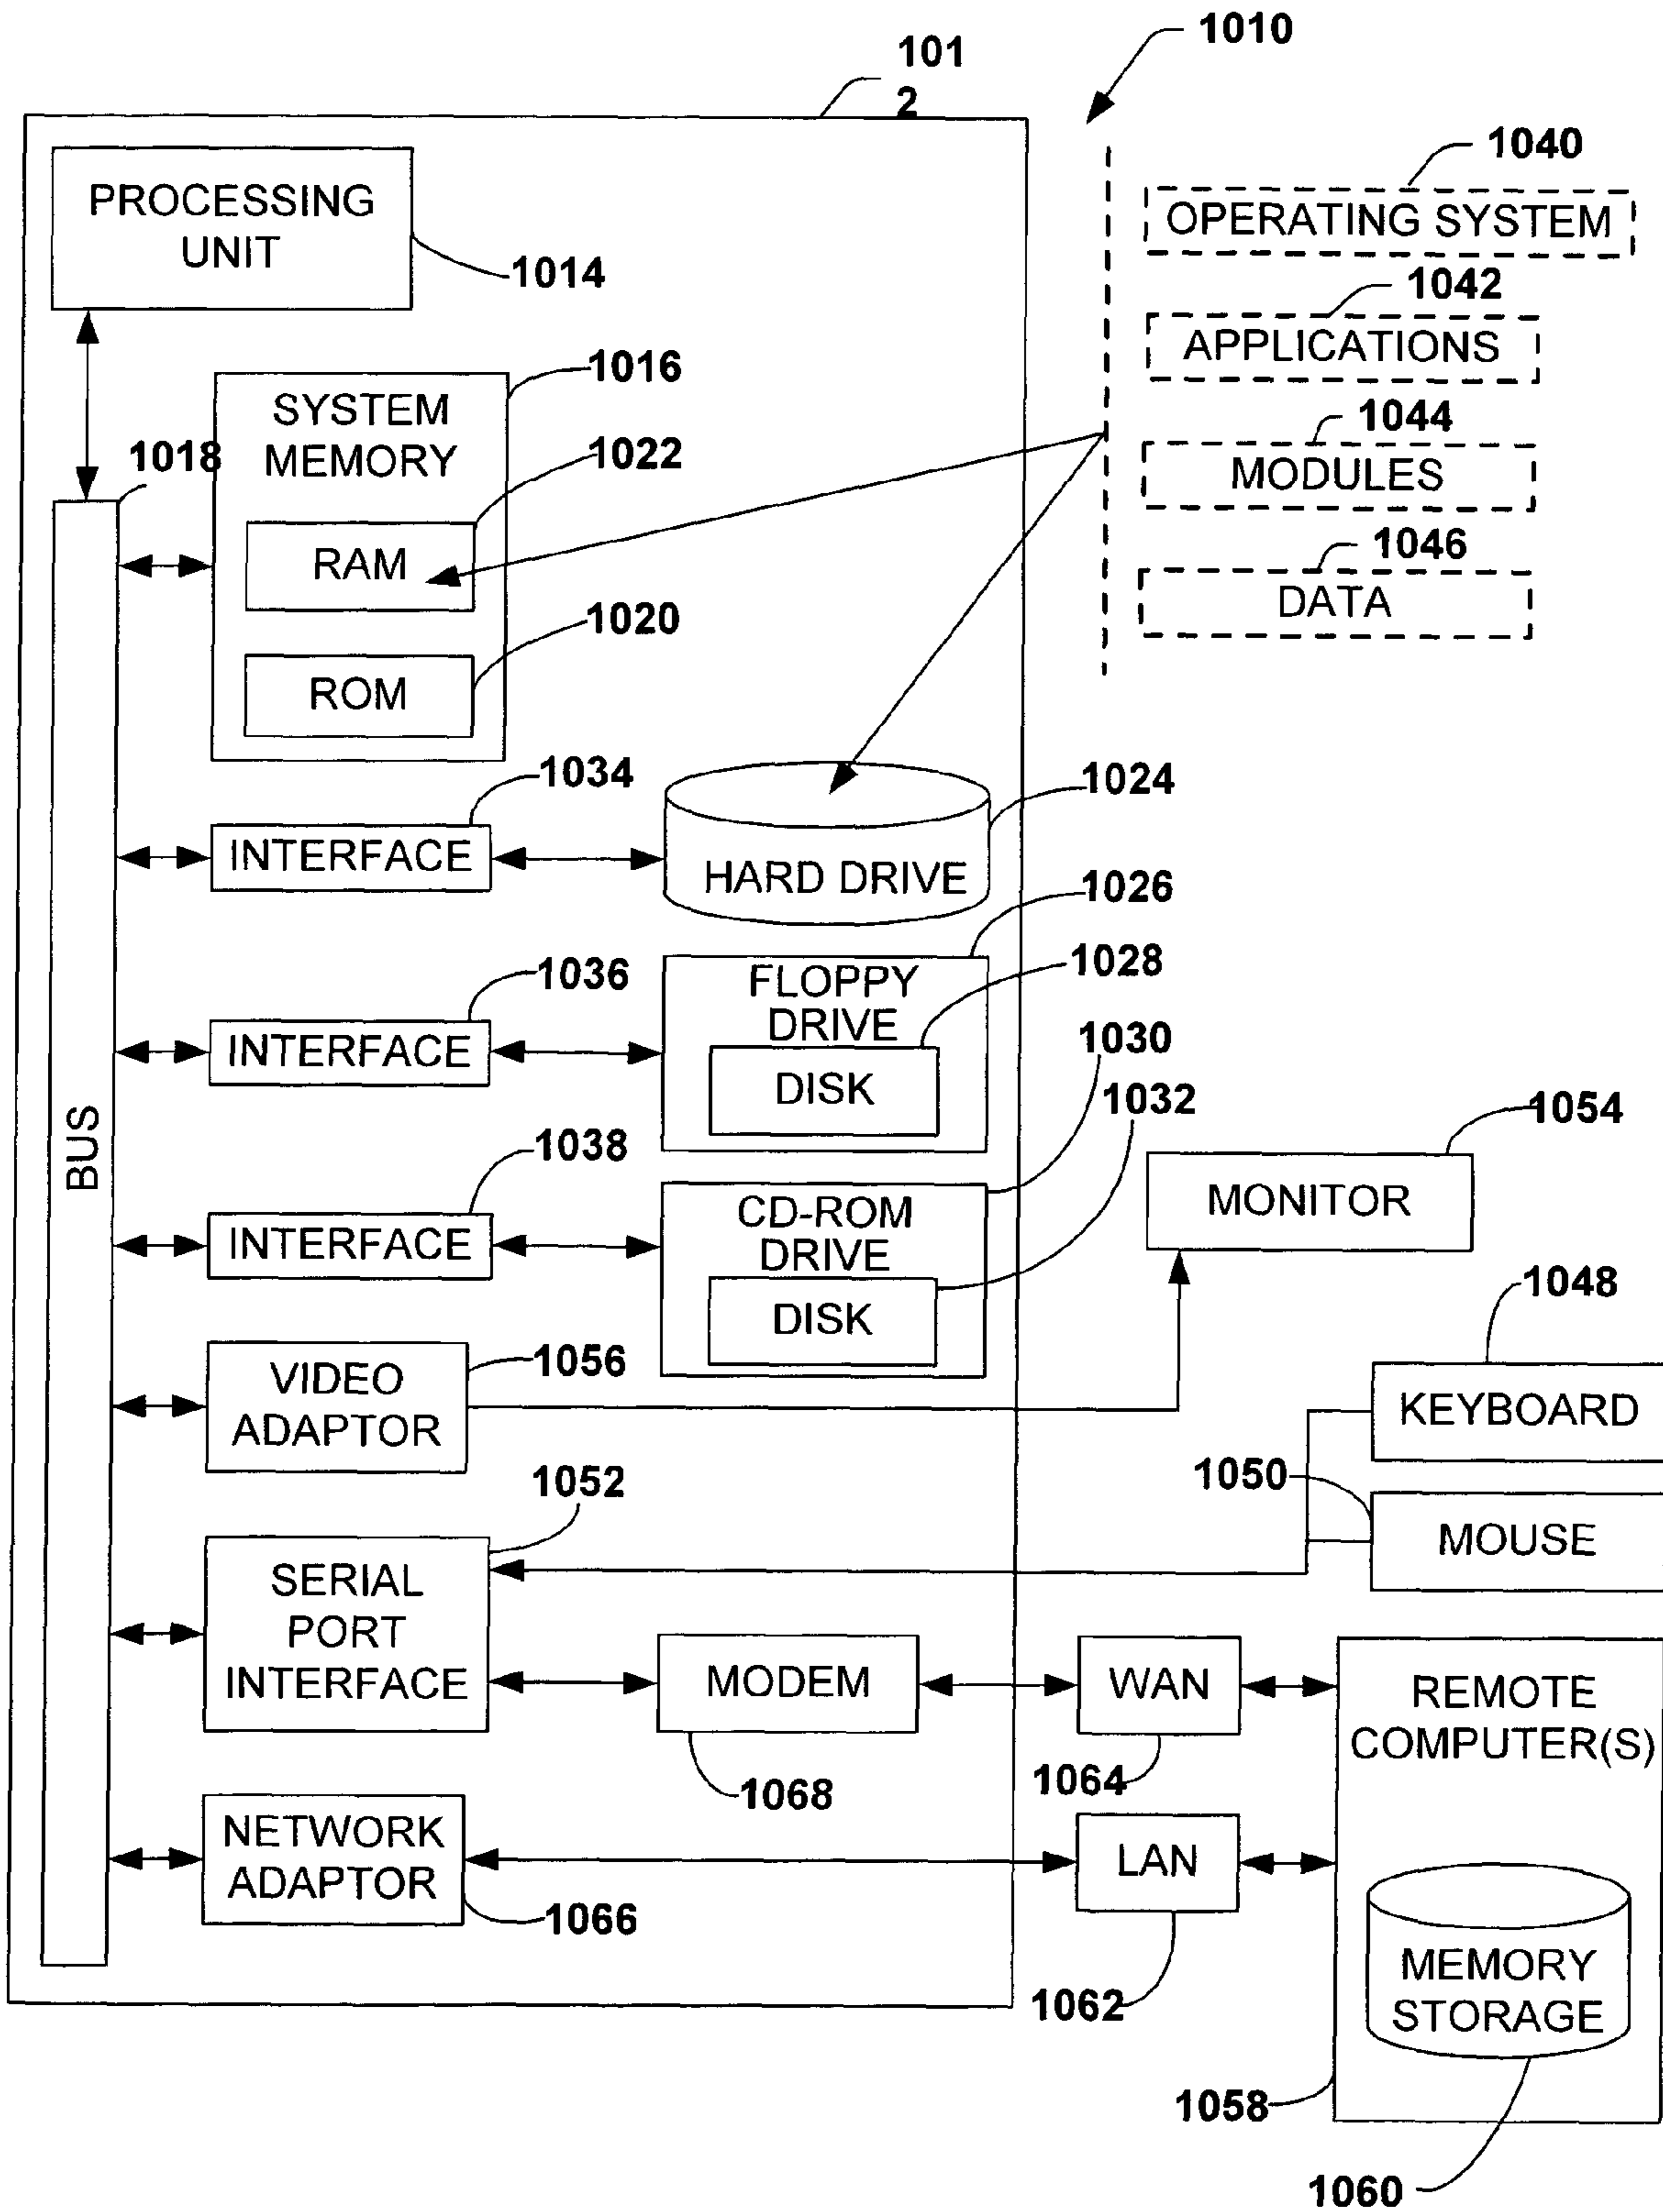 1010
101
2
PROCESSING
UNIT
1014
1040
OPERATING SYSTEM
1042
APPLICATIONS
1044
MODULES
1046
DATA
1016
SYSTEM
MEMORY
1018
1022
RAM
1020
ROM
BUS
1034
INTERFACE
1024
HARD DRIVE
1026
1036
INTERFACE
FLOPPY
DRIVE
1028
DISK
1030
1032
1038
INTERFACE
CD-ROM
DRIVE
DISK
1054
MONITOR
1048
KEYBOARD
1056
VIDEO
ADAPTOR
1050
MOUSE
1052
SERIAL
PORT
INTERFACE
MODEM
1068
WAN
1064
REMOTE
COMPUTER(S)
NETWORK
ADAPTOR
1066
LAN
1062
MEMORY
STORAGE
1058
1060